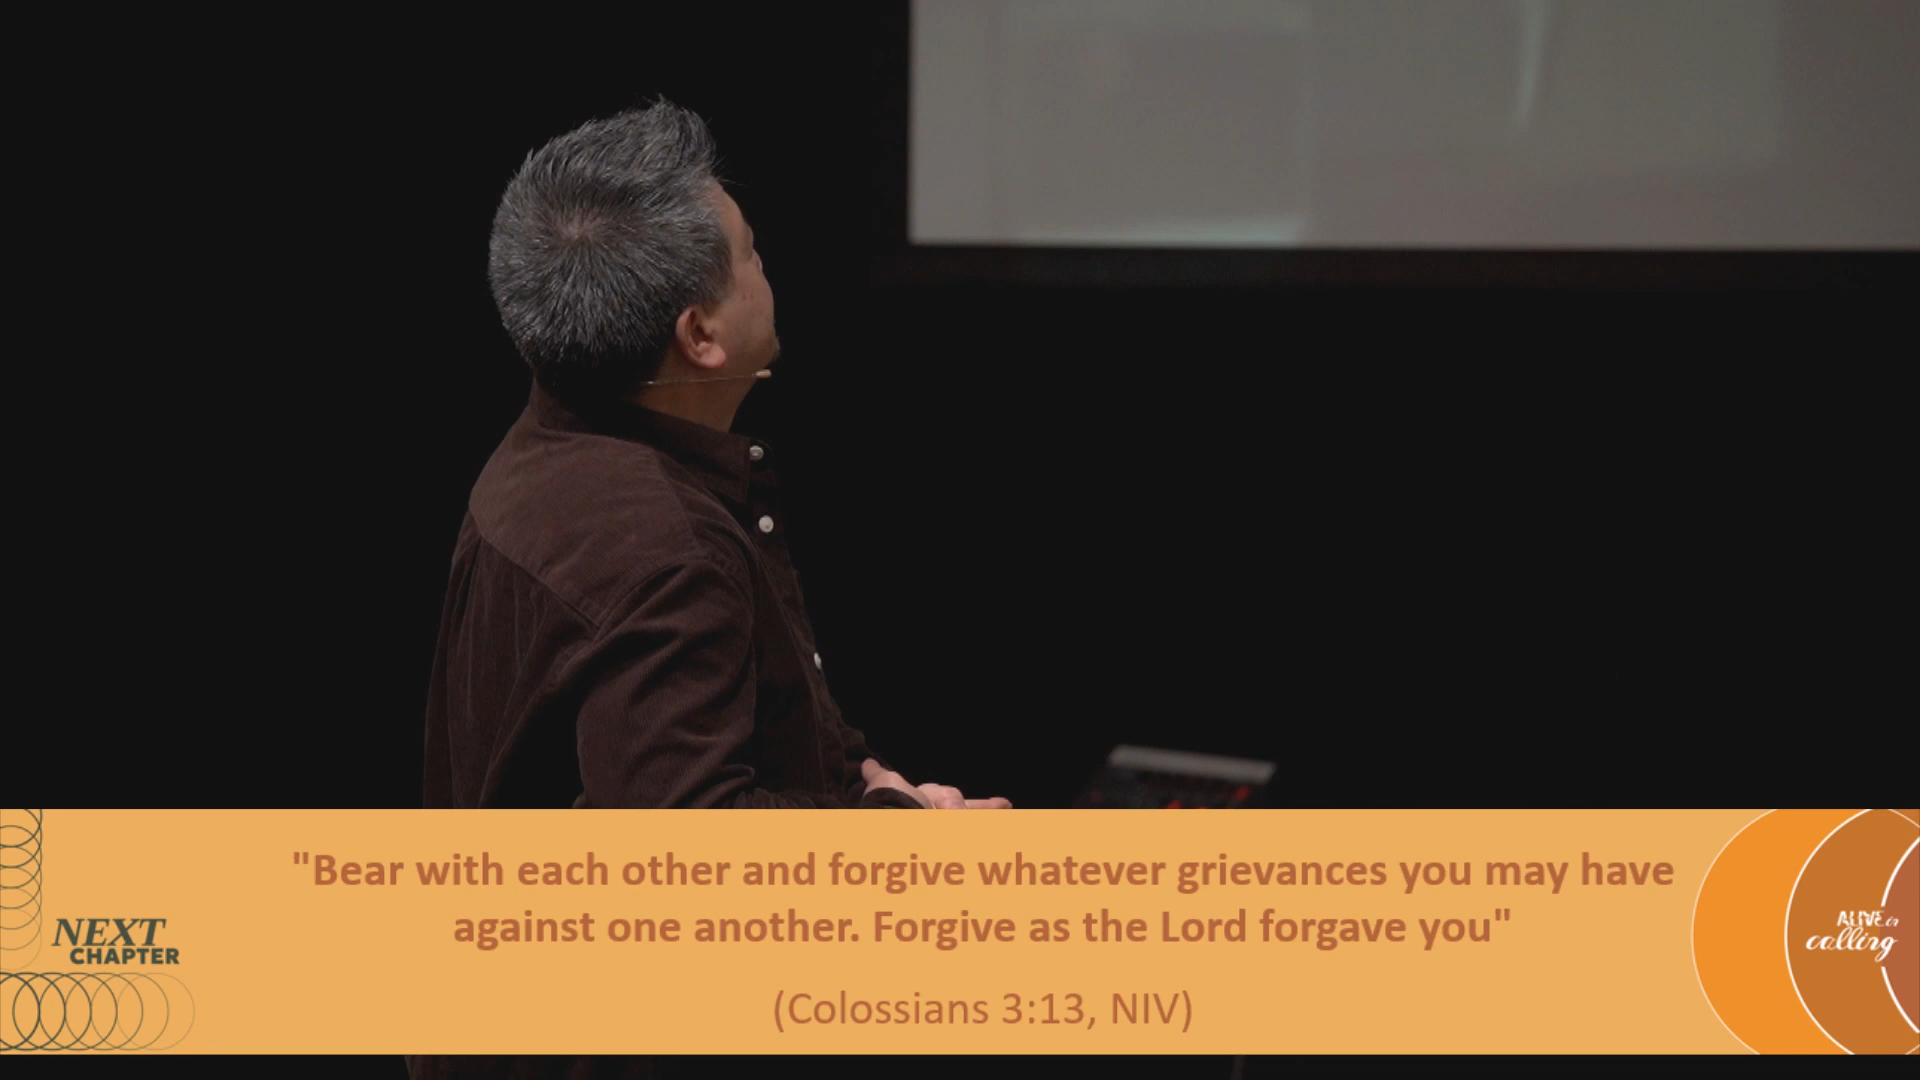 "Bear with each other and forgive whatever grievances you may have
against one another. Forgive as the Lord forgave you"
(Colossians 3:13, NIV)
NEXT
CHAPTER
ALIVE in
calling